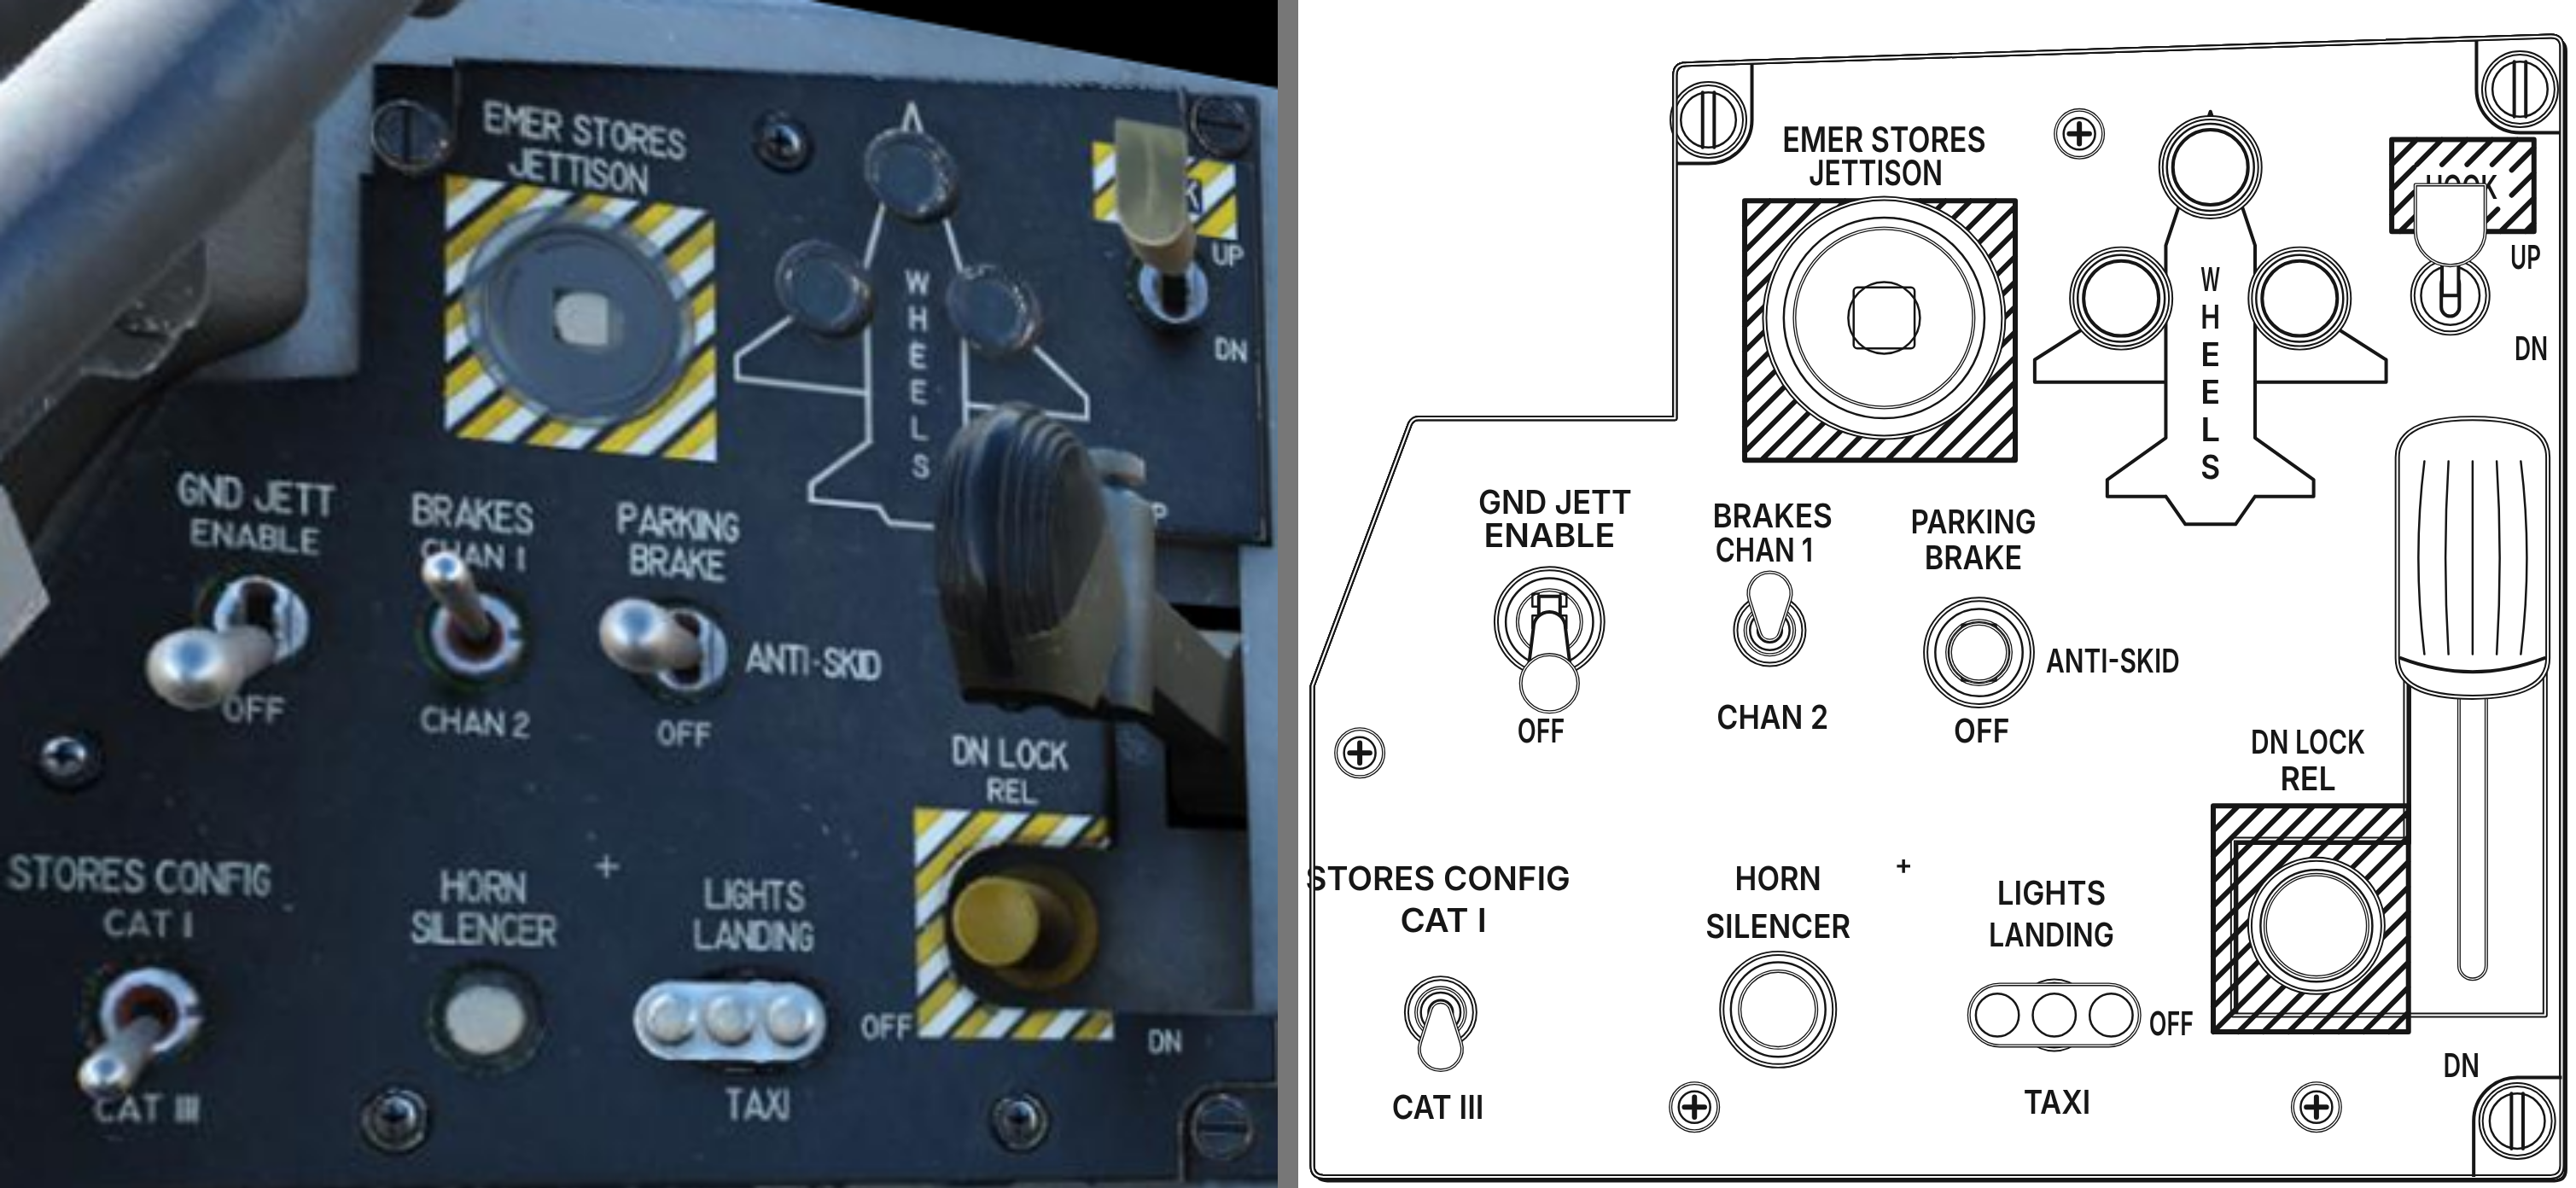 EMER STORES
JETTISON
UP
DN
WHEELS
GND JETT
ENABLE
OFF
BRAKES
CHAN 1
CHAN 2
PARKING
BRAKE
ANTI-SKID
OFF
DN LOCK
REL
STORES CONFIG
CAT I
CAT III
HORN
SILENCER
LIGHTS
LANDING
OFF
TAXI
DN
EMER STORES
JETTISON
HOOK
UP
DN
WHEELS
GND JETT
ENABLE
OFF
BRAKES
CHAN 1
CHAN 2
PARKING
BRAKE
ANTI-SKID
OFF
DN LOCK
REL
STORES CONFIG
CAT I
CAT III
HORN
SILENCER
LIGHTS
LANDING
OFF
TAXI
DN